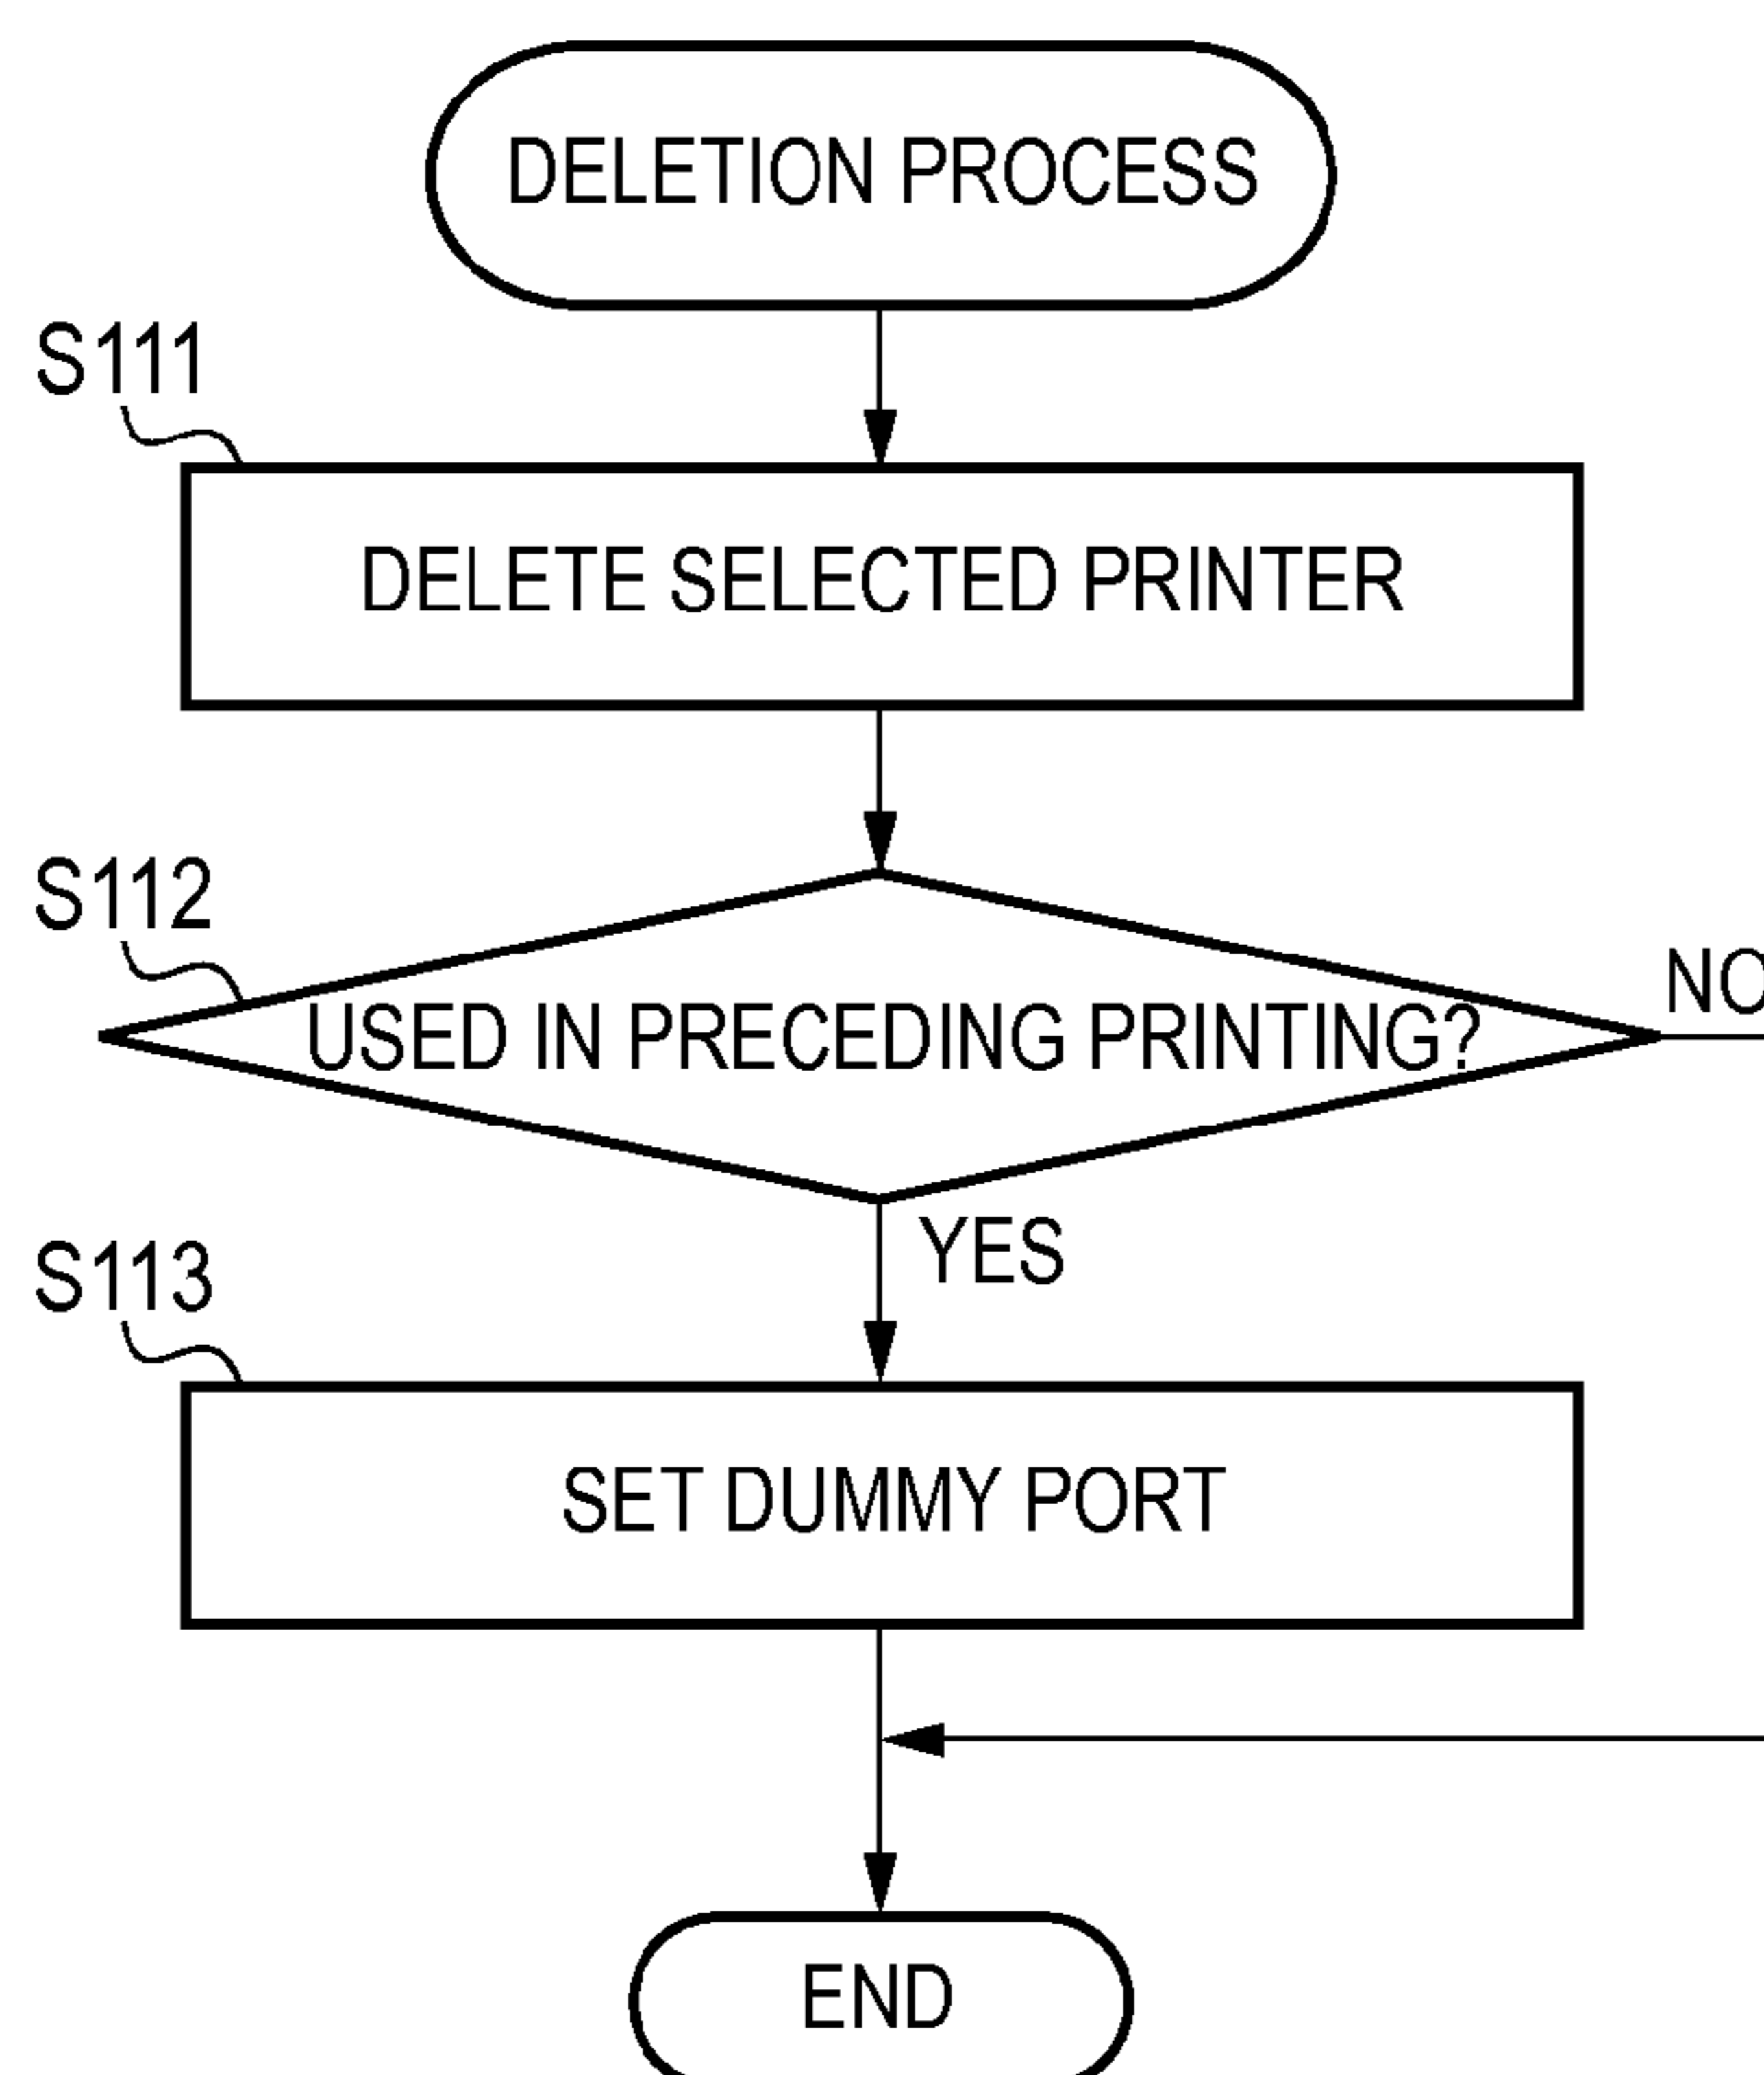 DELETION PROCESS
S111
DELETE SELECTED PRINTER
S112
USED IN PRECEDING PRINTING?
NO
YES
S113
SET DUMMY PORT
END